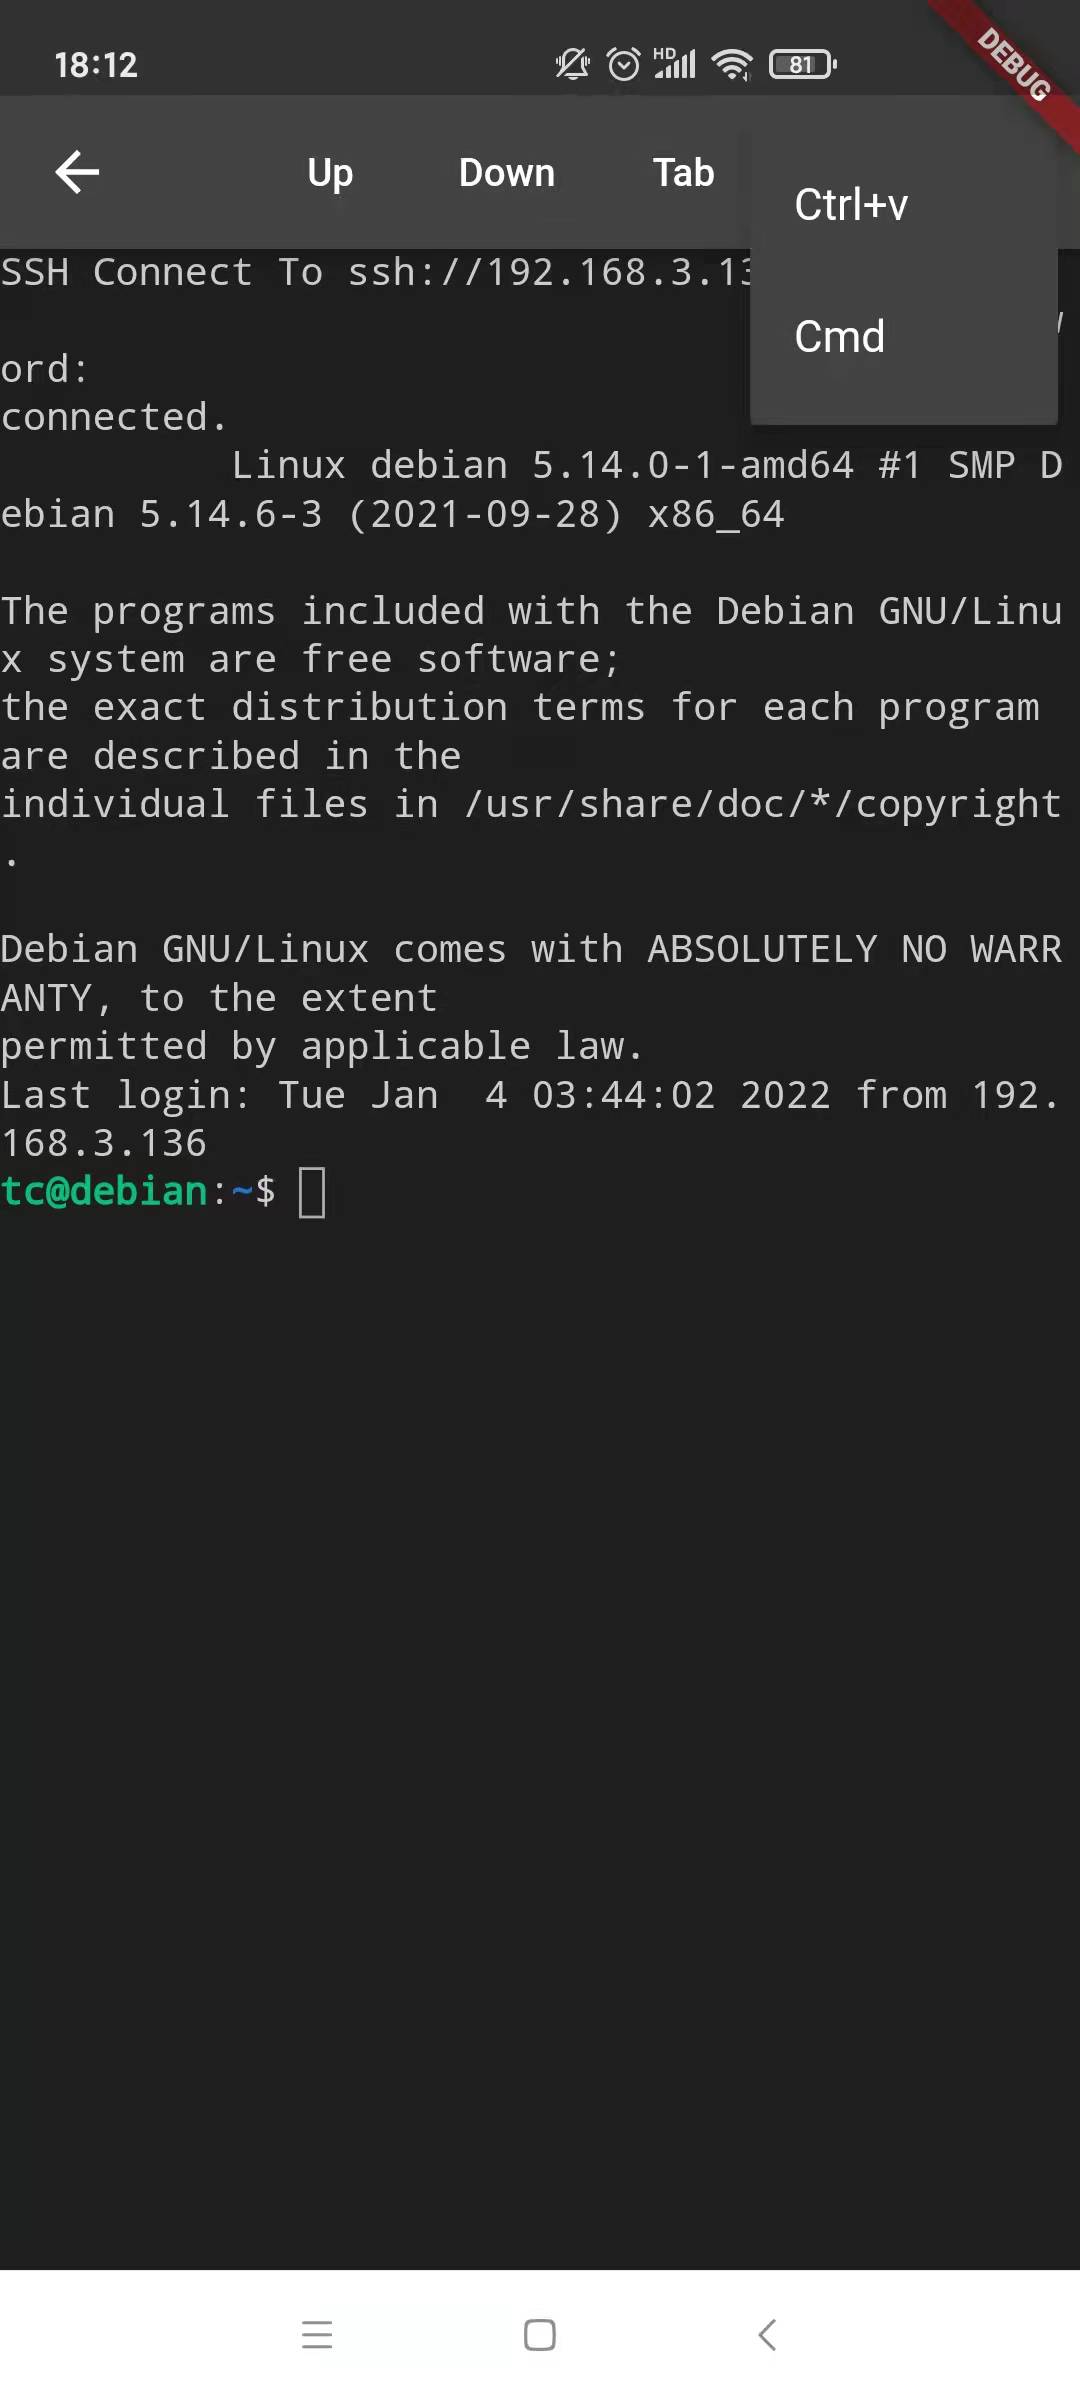 18:12
HD
81
DEBUG
Up Down Tab
Ctrl+v
Cmd
SSH Connect To ssh://192.168.3.13
ord:
connected.
Linux debian 5.14.0-1-amd64 #1 SMP D
ebian 5.14.6-3 (2021-09-28) x86_64
The programs included with the Debian GNU/Linu
x system are free software;
the exact distribution terms for each program
are described in the
individual files in /usr/share/doc/*/copyright
.
Debian GNU/Linux comes with ABSOLUTELY NO WARR
ANTY, to the extent
permitted by applicable law.
Last login: Tue Jan  4 03:44:02 2022 from 192.
168.3.136
tc@debian:~$